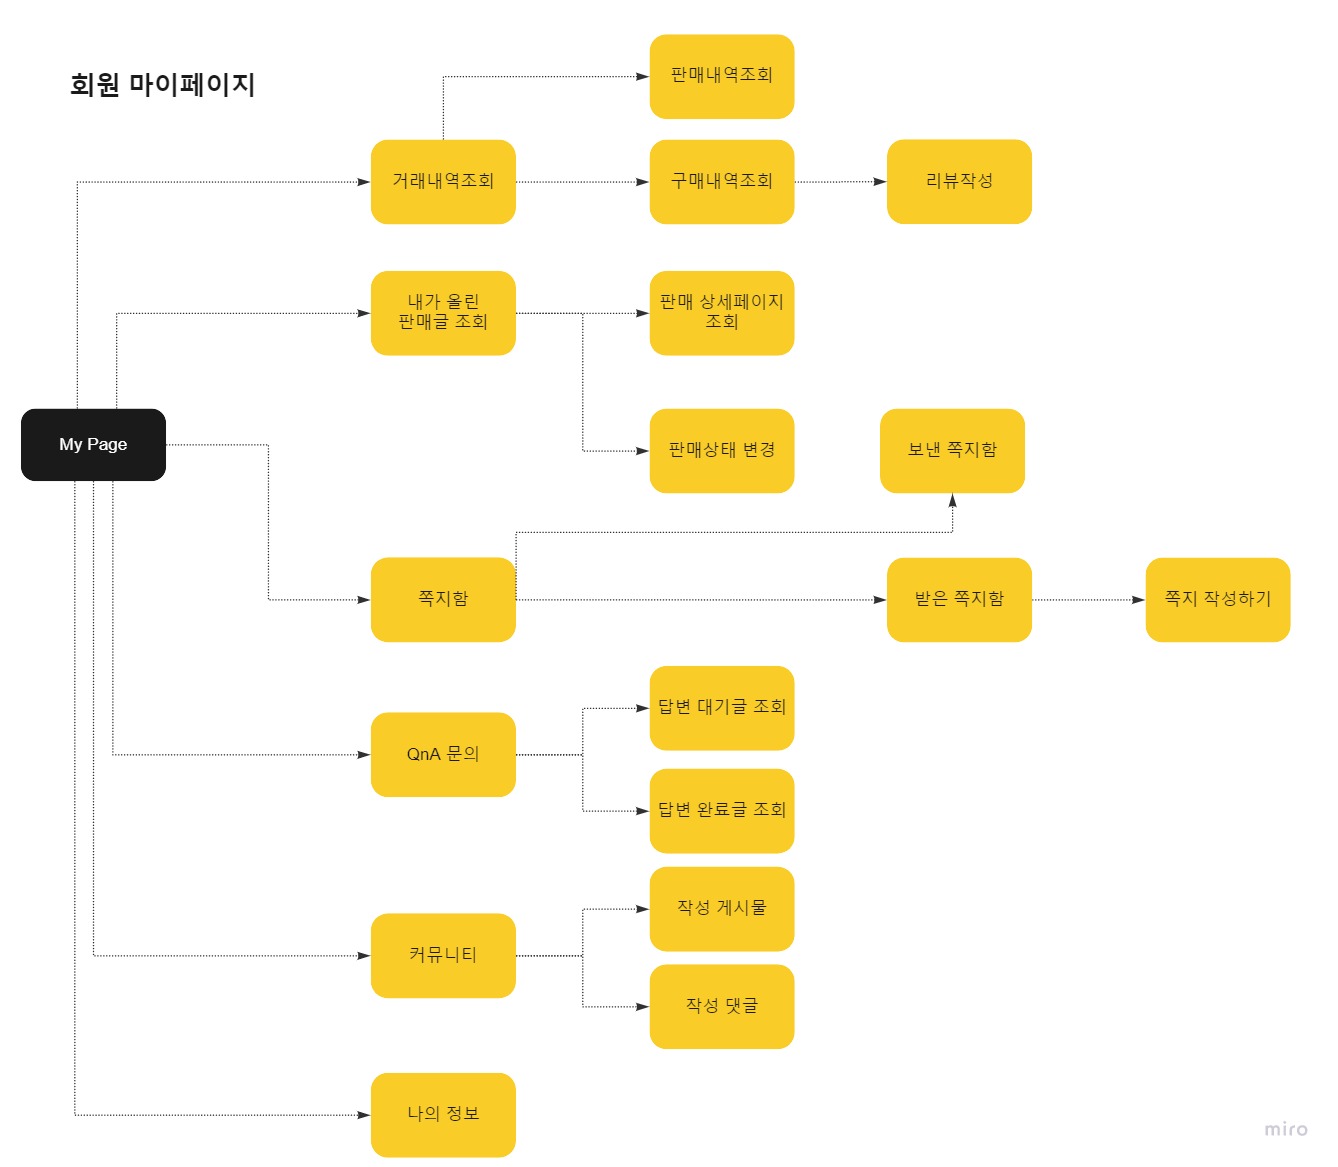 회원 마이페이지
판매내역조회
거래내역조회
구매내역조회
리뷰작성
내가 올린
판매글 조회
판매 상세페이지
조회
My Page
판매상태 변경
보낸 쪽지함
쪽지함
받은 쪽지함
쪽지 작성하기
답변 대기글 조회
QnA 문의
답변 완료글 조회
작성 게시물
커뮤니티
작성 댓글
나의 정보
miro